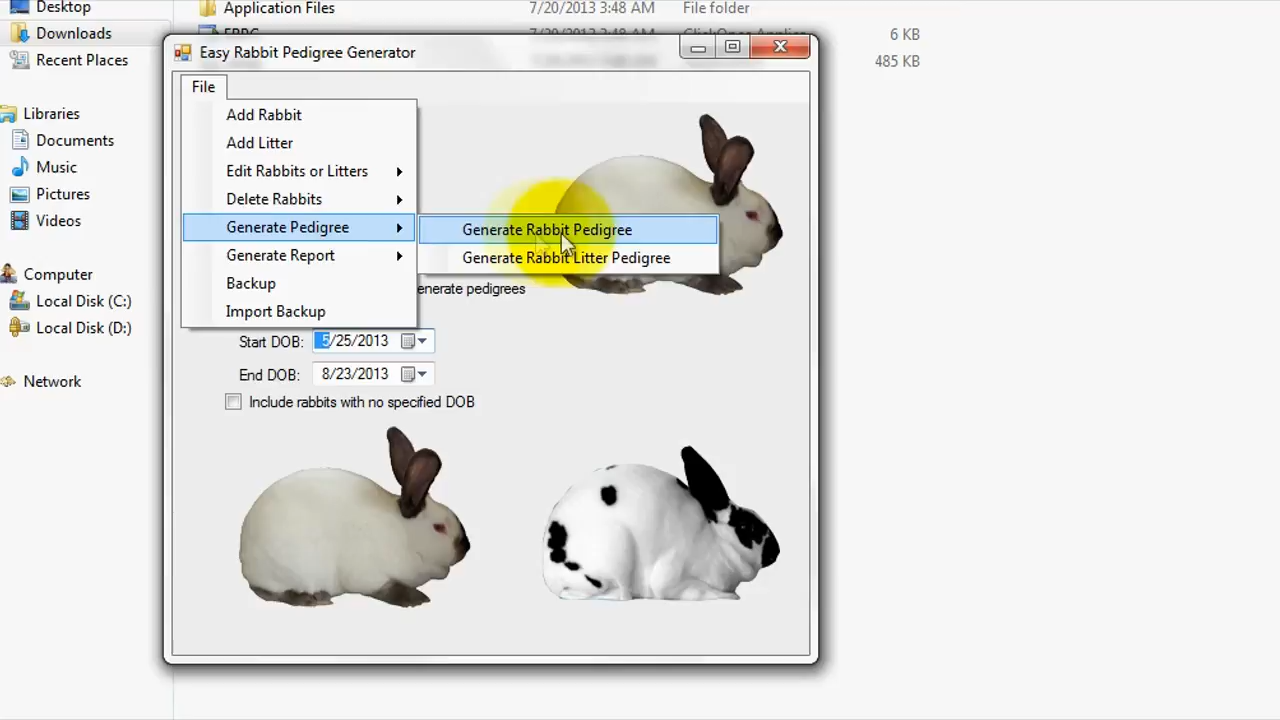 Desktop
Application Files 7/20/2013 3:48 AM File folder
Downloads
6 KB
Recent Places
485 KB
Easy Rabbit Pedigree Generator
File
Libraries
Add Rabbit
Documents
Add Litter
Music
Edit Rabbits or Litters
Pictures
Delete Rabbits
Videos
Generate Pedigree
Generate Rabbit Pedigree
Generate Report
Generate Rabbit Litter Pedigree
Computer
Backup
enerate pedigrees
Local Disk (C:)
Import Backup
Local Disk (D:)
Start DOB: 5/25/2013
End DOB: 8/23/2013
Network
Include rabbits with no specified DOB